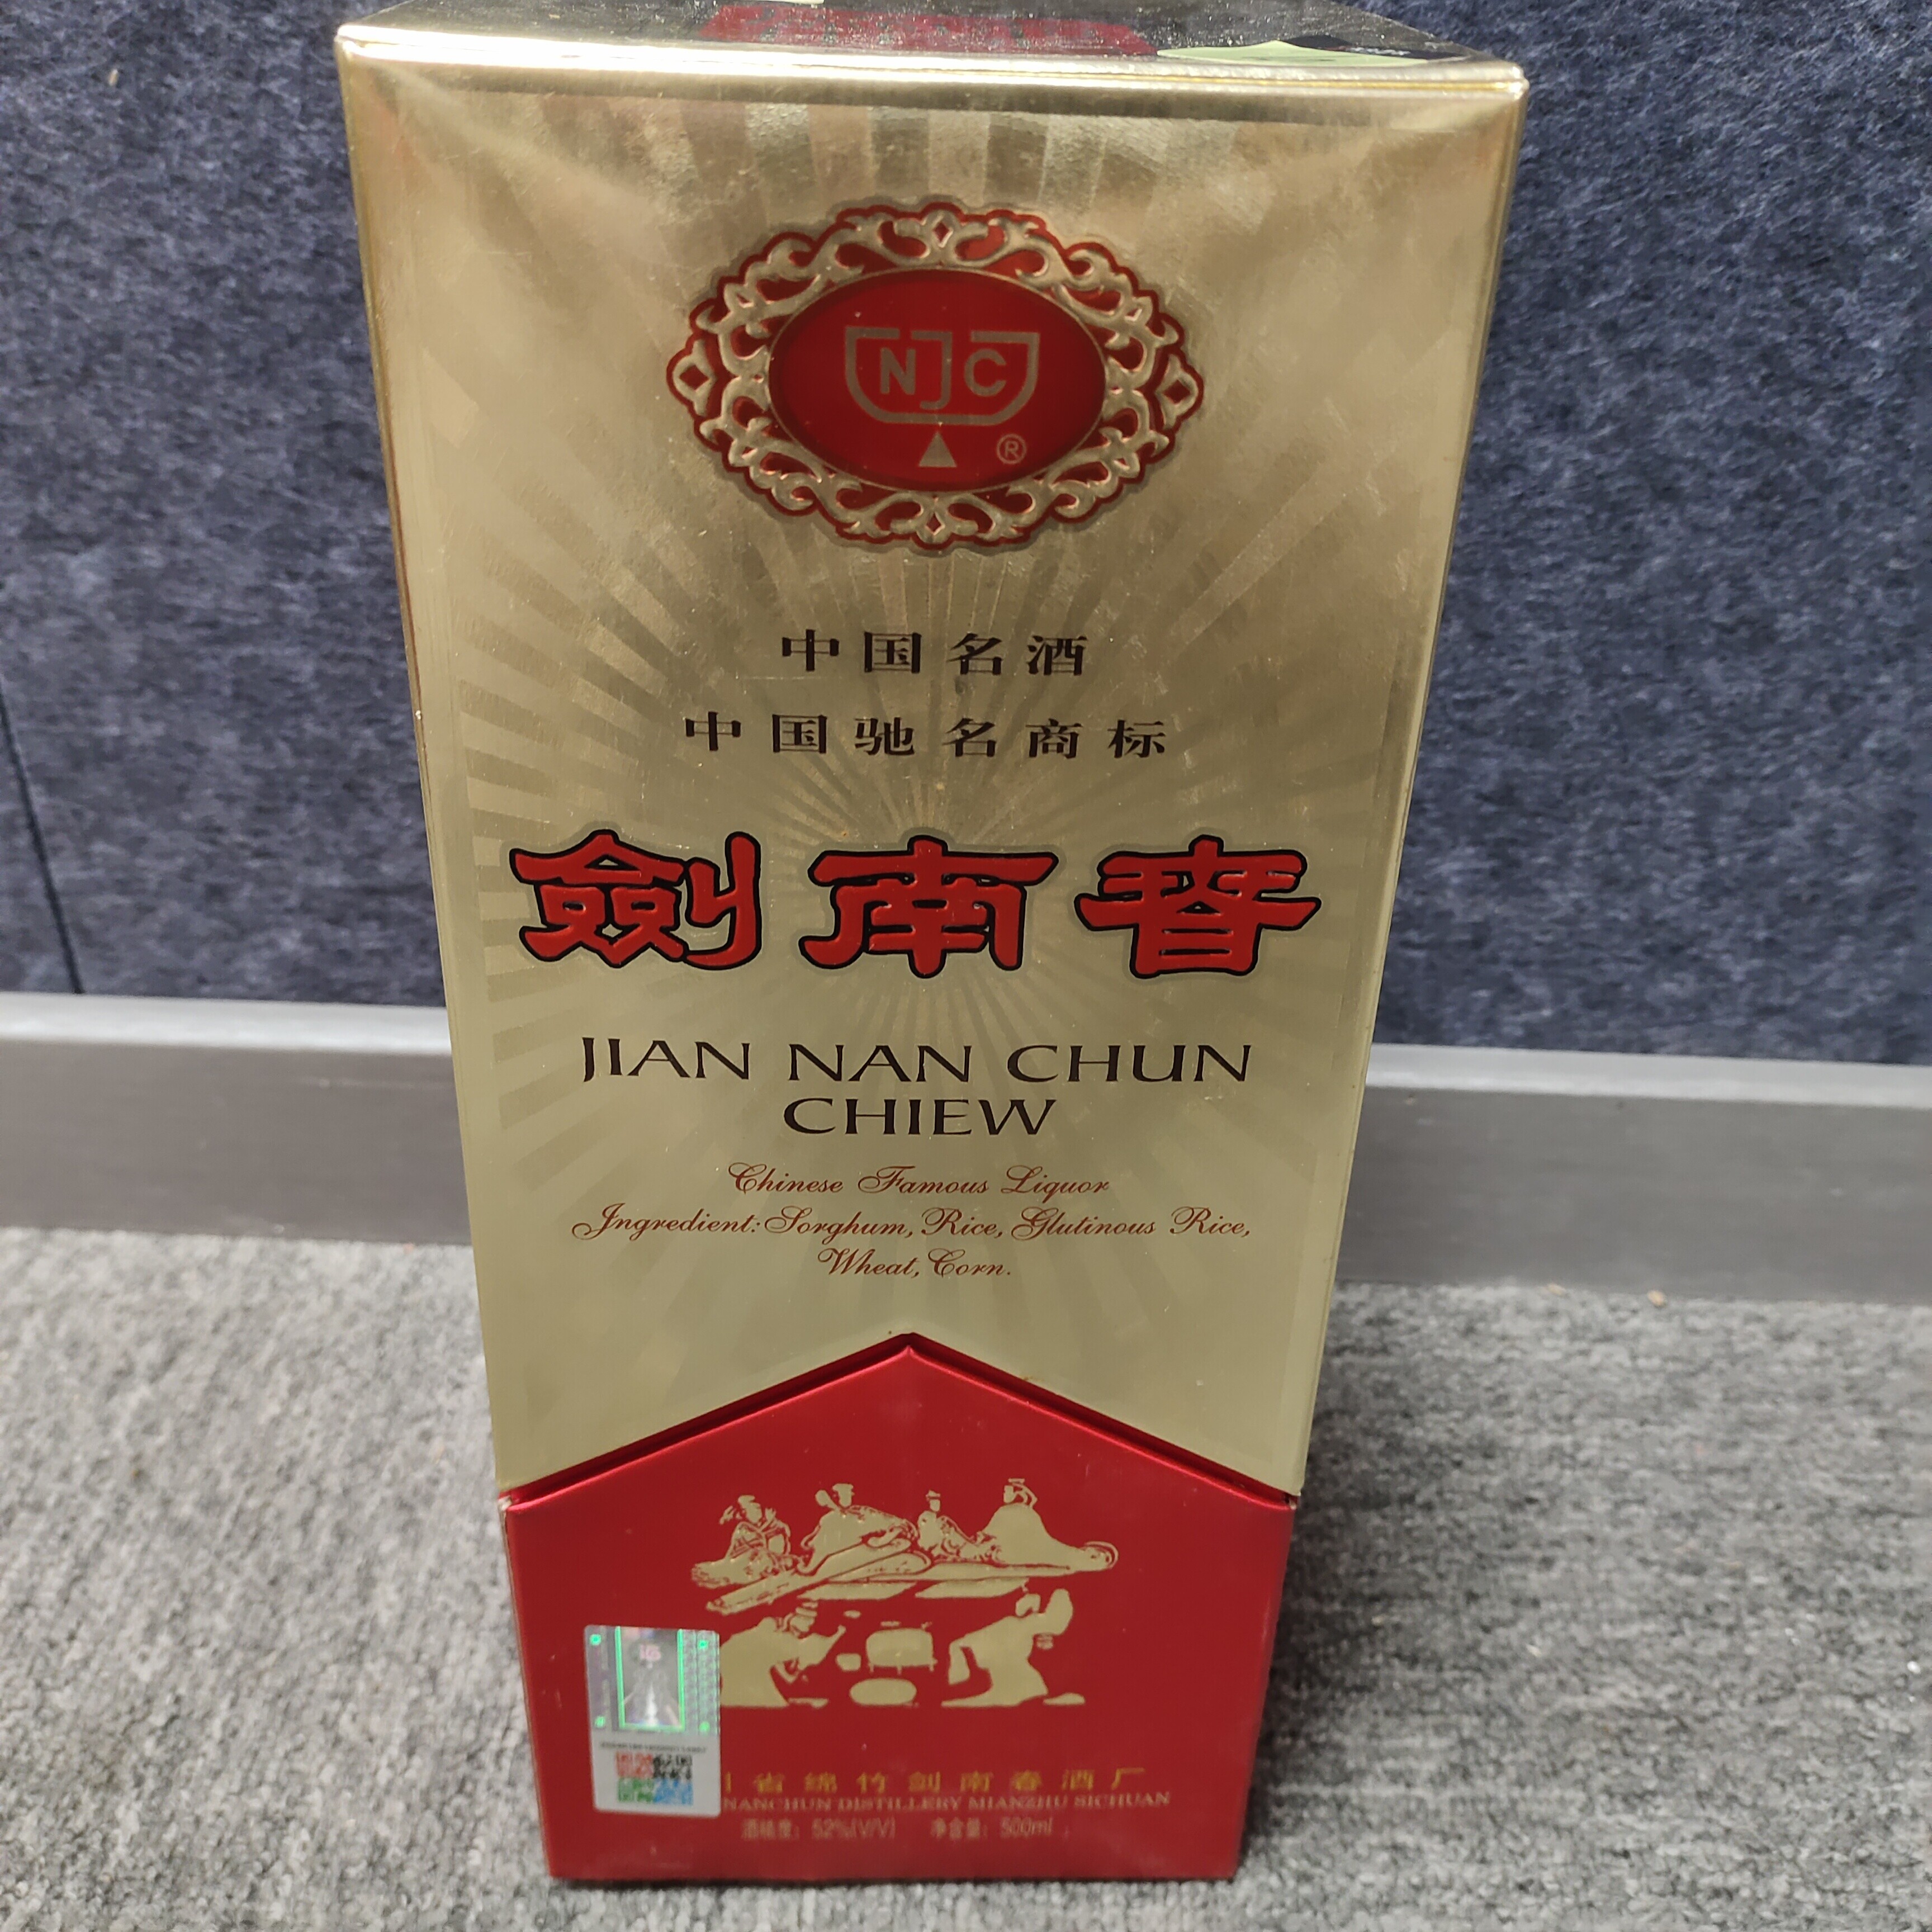 NJC
®
中国名酒
中国驰名商标
劍南春
JIAN NAN CHUN
CHIEW
Chinese Famous Liquor
Ingredient: Sorghum, Rice, Glutinous Rice,
Wheat, Corn.
省绵竹剑南春酒厂
NANCHUN DISTILLERY MIANZHU SICHUAN
酒精度：52%(V/V) 净含量：500ml